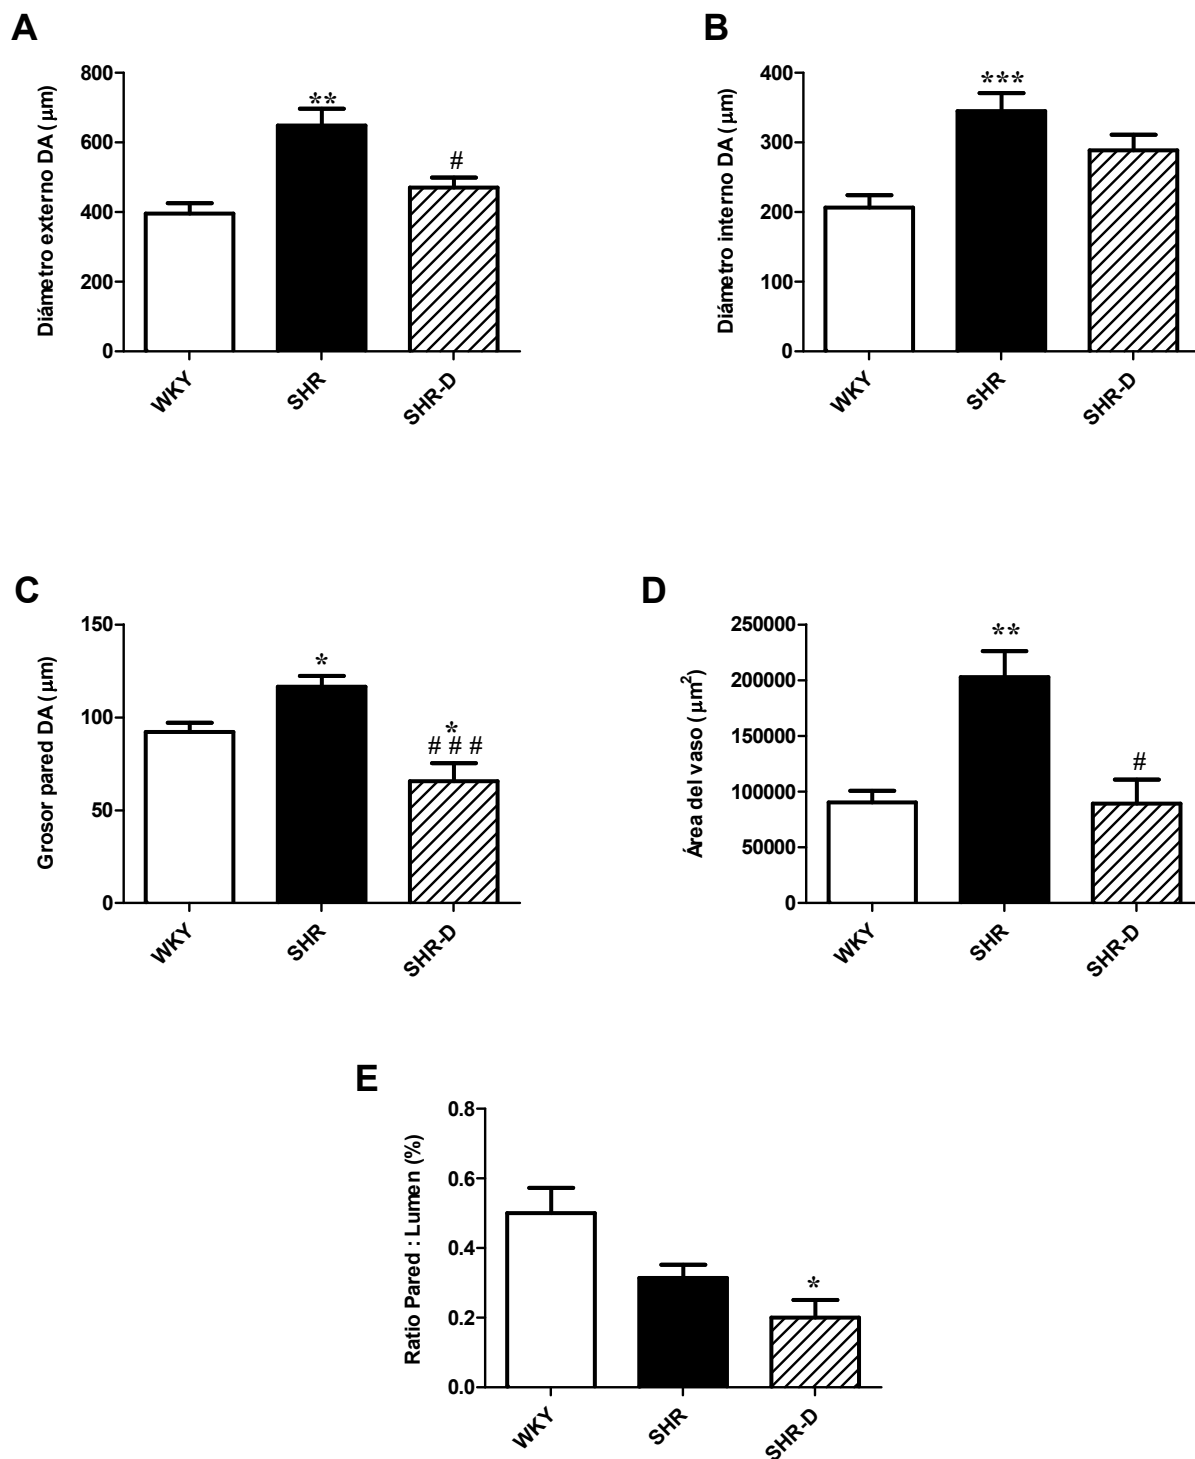 A
Diámetro externo DA (µm)
800
600
400
200
0
**
#
WKY
SHR
SHR-D
B
Diámetro interno DA (µm)
400
300
200
100
0
***
WKY
SHR
SHR-D
C
Grosor pared DA (µm)
150
100
50
0
*
*
# # #
WKY
SHR
SHR-D
D
Área del vaso (µm²)
250000
200000
150000
100000
50000
0
**
#
WKY
SHR
SHR-D
E
Ratio Pared : Lumen (%)
0.8
0.6
0.4
0.2
0.0
*
WKY
SHR
SHR-D